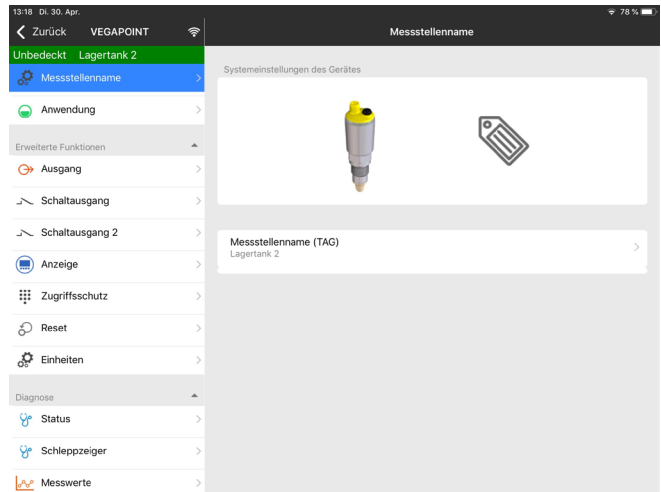 13:18 Di. 30. Apr.
78 %
Zurück VEGAPOINT
Messstellenname
Unbedeckt Lagertank 2
Messstellenname
Anwendung
Erweiterte Funktionen
Ausgang
Schaltausgang
Schaltausgang 2
Anzeige
Zugriffsschutz
Reset
Einheiten
Diagnose
Status
Schleppzeiger
Messwerte
Systemeinstellungen des Gerätes
Messstellenname (TAG)
Lagertank 2